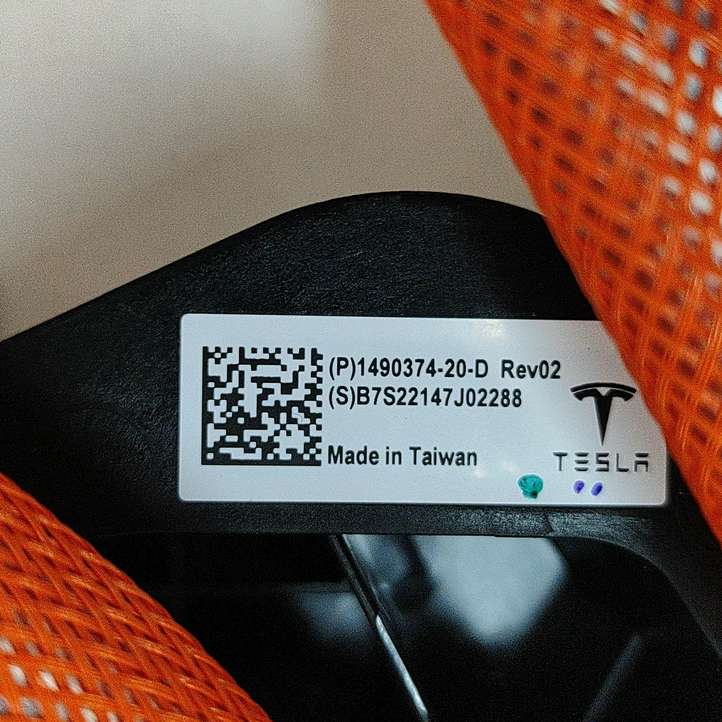 (P)1490374-20-D Rev02
(S)B7S22147J02288
Made in Taiwan
TESLA